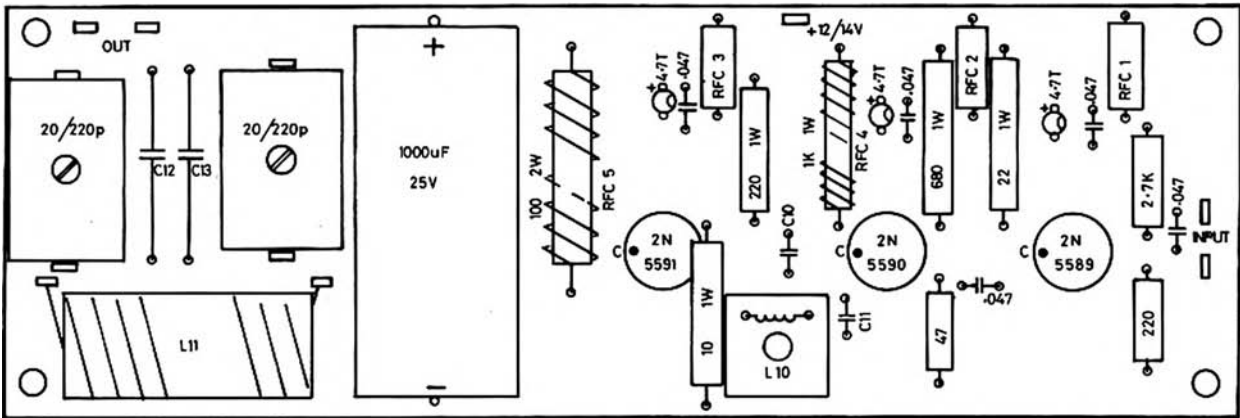 OUT
20/220p
C12
C13
20/220p
L11
+
1000uF
25V
–
100 2W
RFC 5
+
4·7T
·047
RFC 3
220 1W
C
2N
5591
10 1W
C10
L10
C11
+12/14V
1K 1W
RFC 4
+
4·7T
·047
680 1W
RFC 2
22 1W
C
2N
5590
47
·047
+
4·7T
·047
RFC 1
C
2N
5589
2·7K
·047
INPUT
220